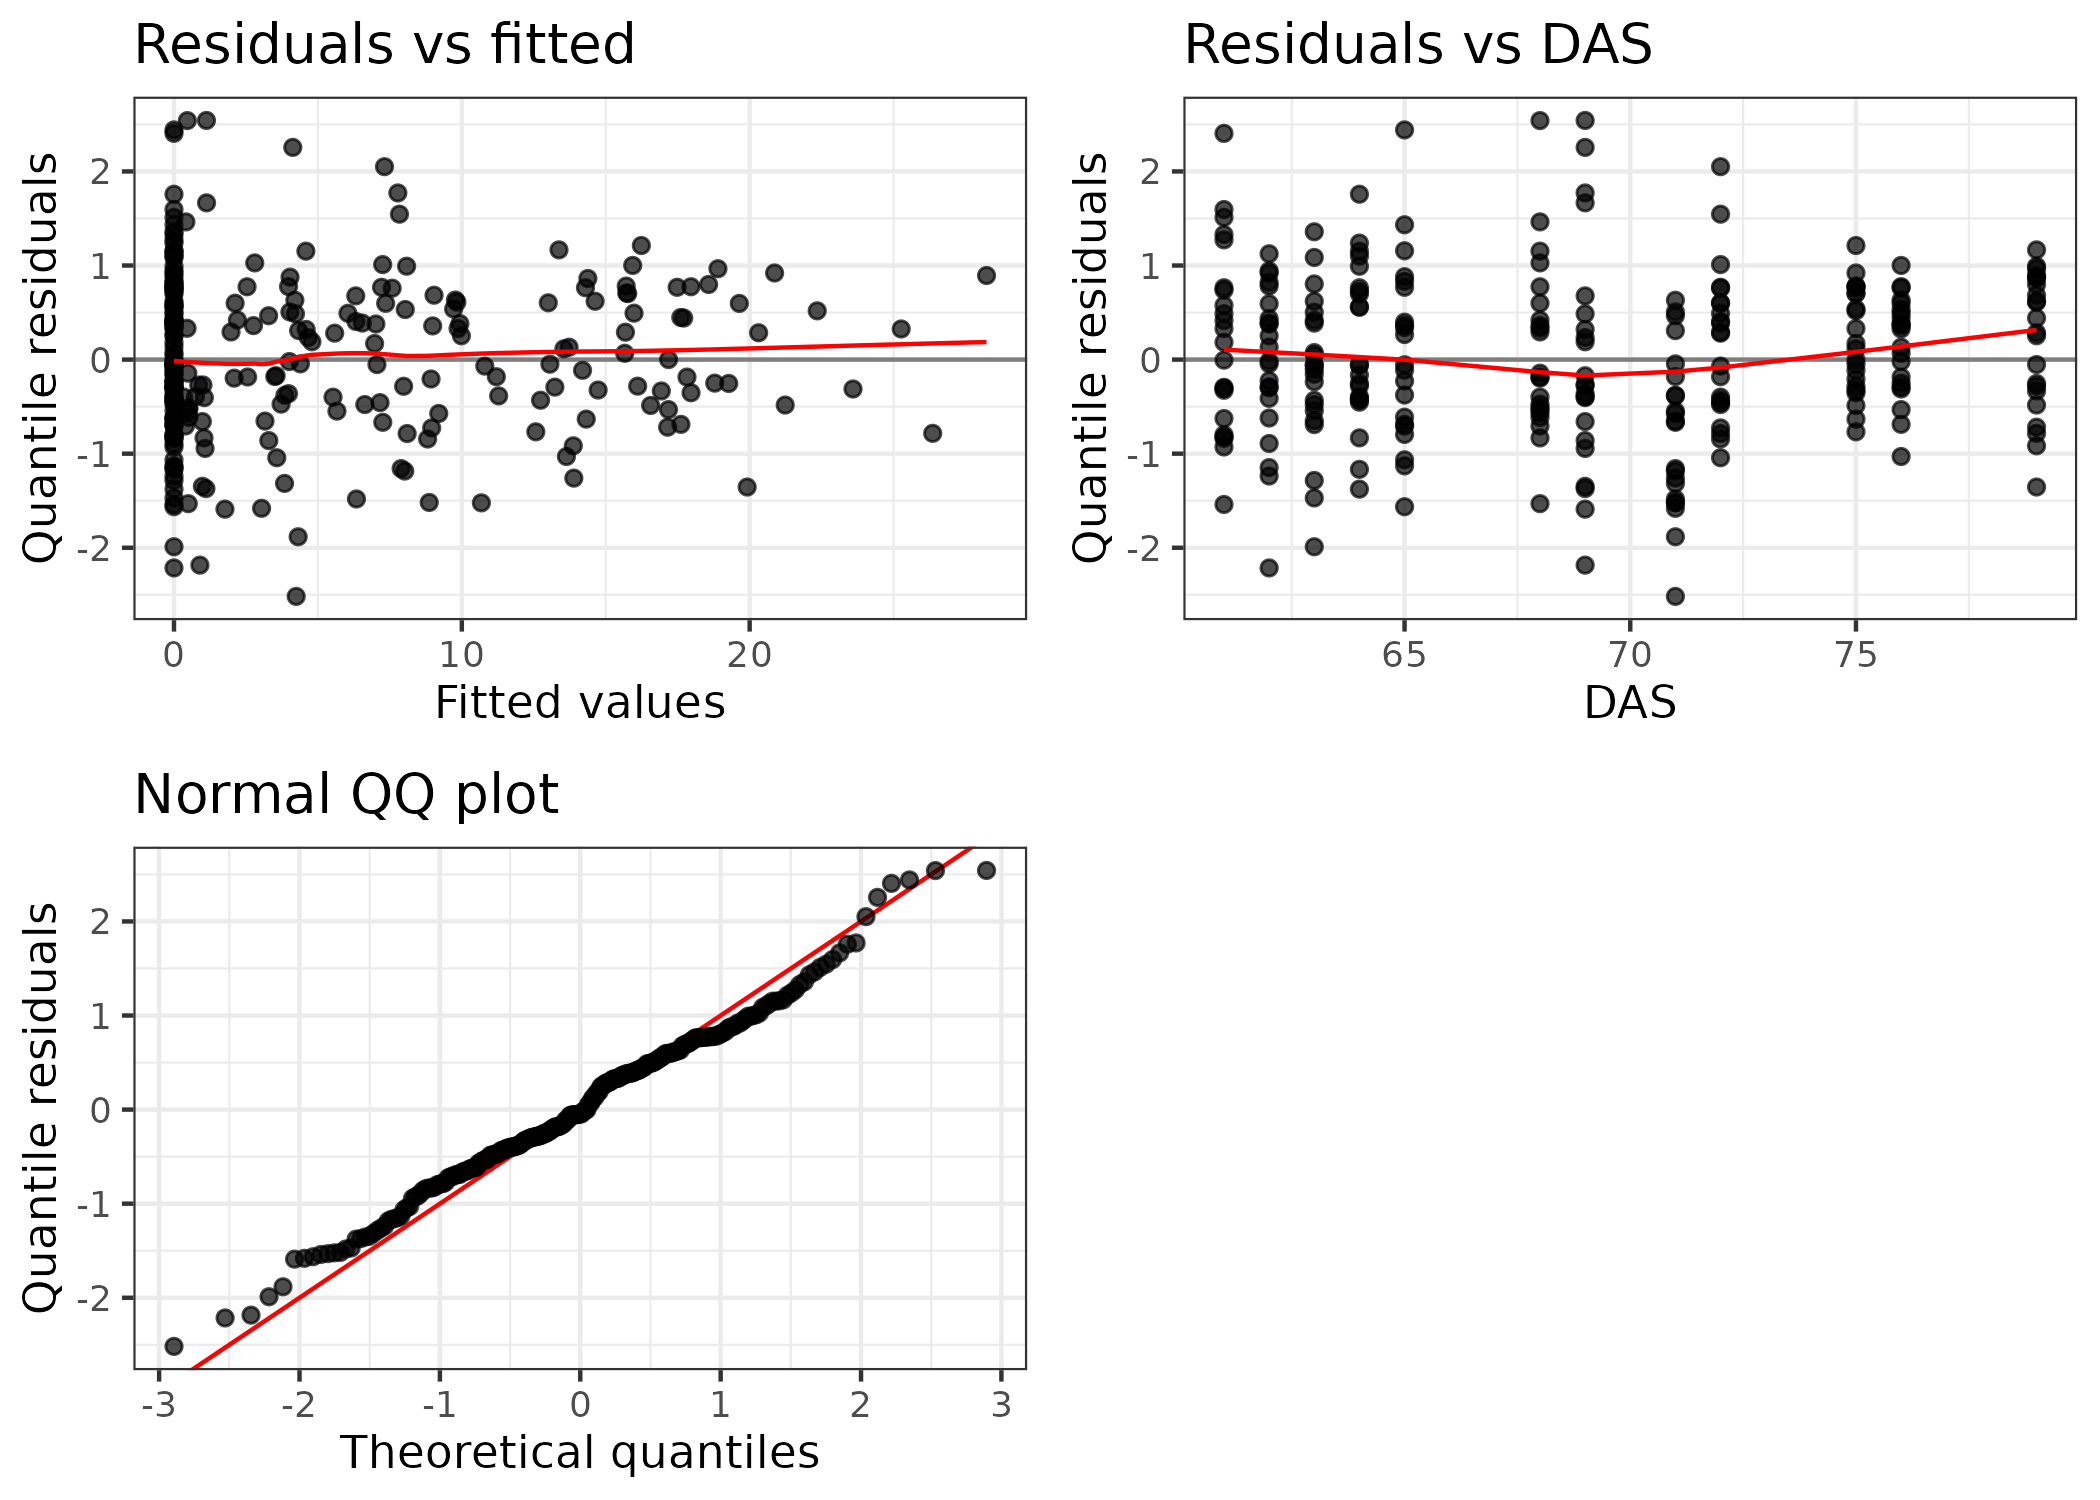 Residuals vs fitted
Quantile residuals
2
1
0
-1
-2
0 10 20
Fitted values
Residuals vs DAS
Quantile residuals
2
1
0
-1
-2
65 70 75
DAS
Normal QQ plot
Quantile residuals
2
1
0
-1
-2
-3 -2 -1 0 1 2 3
Theoretical quantiles